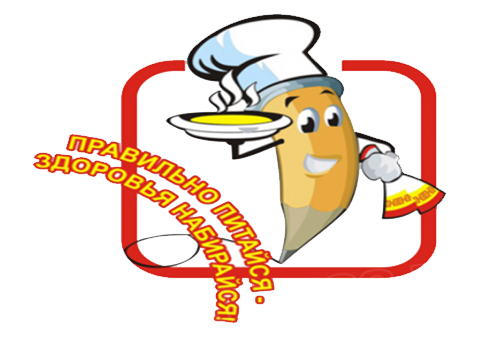 ПРАВИЛЬНО ПИТАЙСЯ -
ЗДОРОВЬЯ НАБИРАЙСЯ!